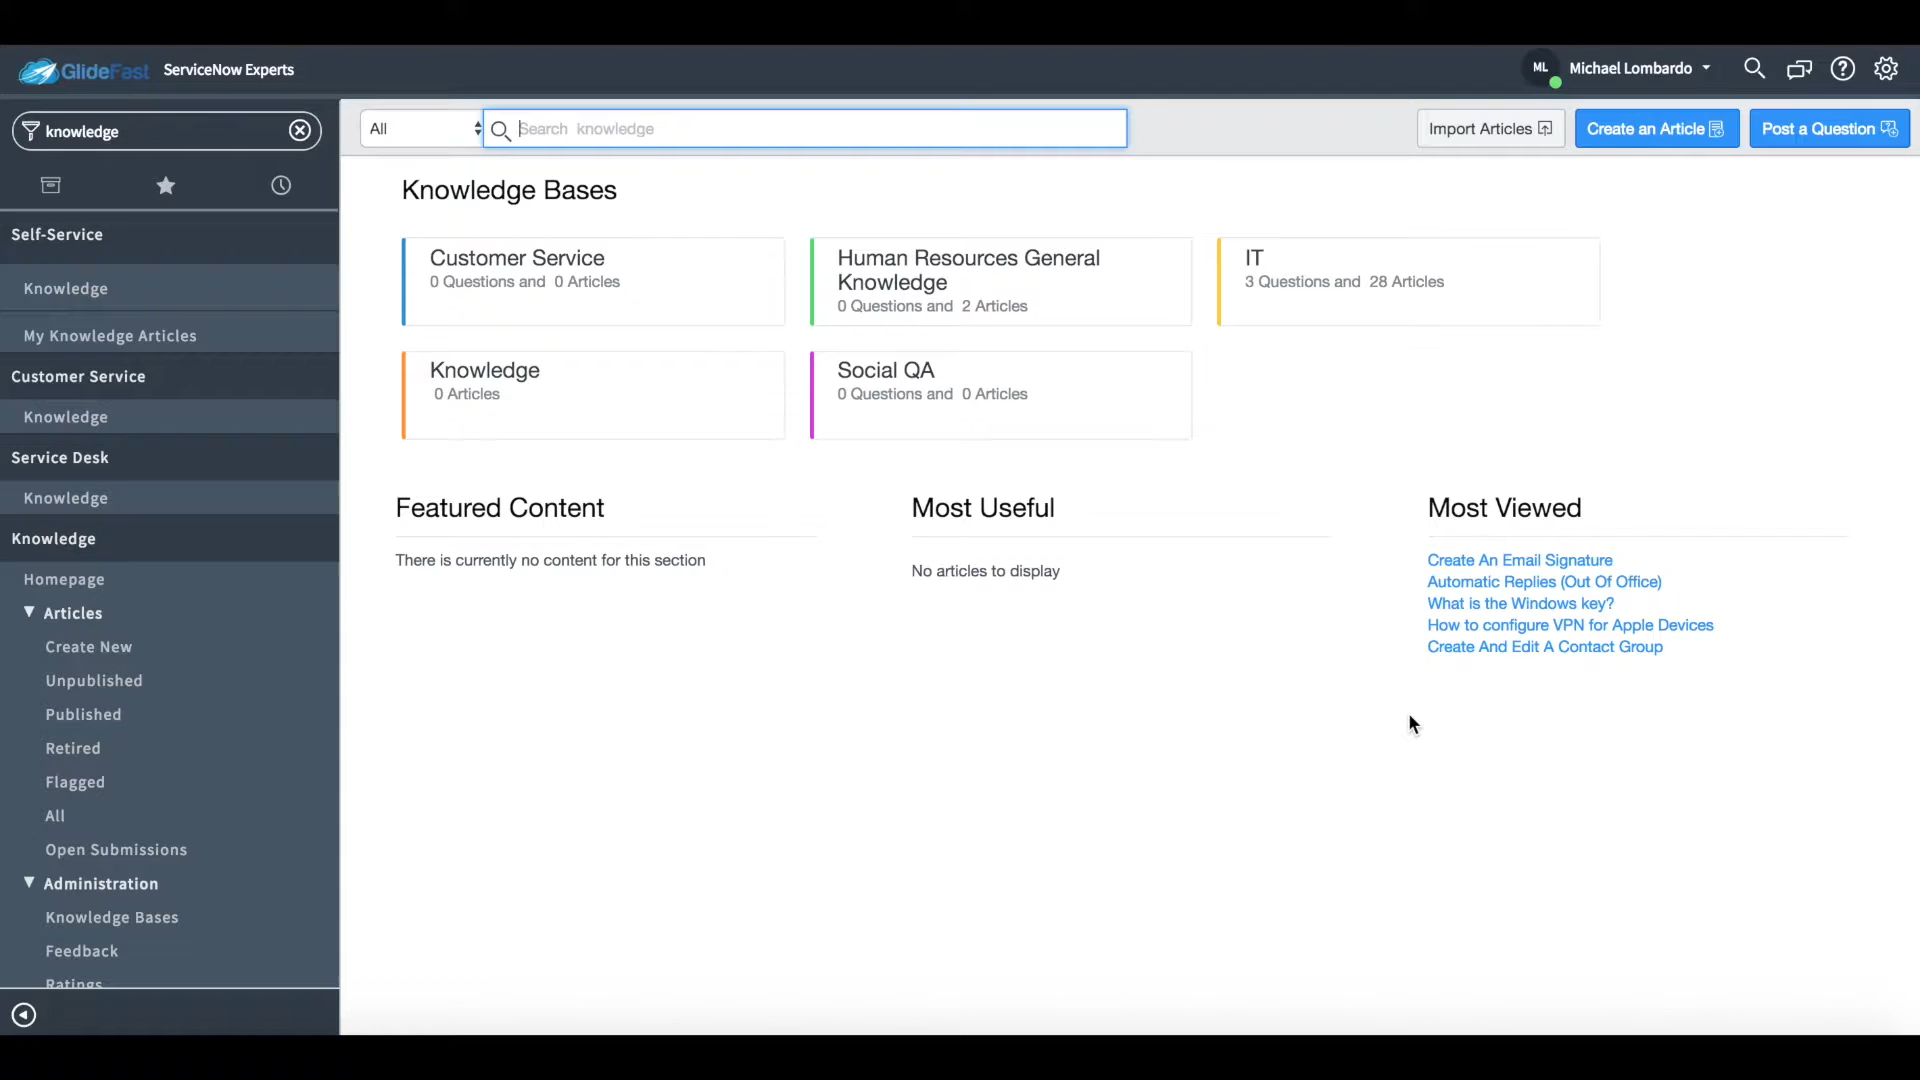 GlideFast ServiceNow Experts
ML Michael Lombardo
knowledge
All
Search knowledge
Import Articles
Create an Article
Post a Question
Self-Service
Knowledge
My Knowledge Articles
Customer Service
Knowledge
Service Desk
Knowledge
Knowledge
Homepage
Articles
Create New
Unpublished
Published
Retired
Flagged
All
Open Submissions
Administration
Knowledge Bases
Feedback
Ratings
Knowledge Bases
Customer Service
0 Questions and 0 Articles
Human Resources General
Knowledge
0 Questions and 2 Articles
IT
3 Questions and 28 Articles
Knowledge
0 Articles
Social QA
0 Questions and 0 Articles
Featured Content
There is currently no content for this section
Most Useful
No articles to display
Most Viewed
Create An Email Signature
Automatic Replies (Out Of Office)
What is the Windows key?
How to configure VPN for Apple Devices
Create And Edit A Contact Group